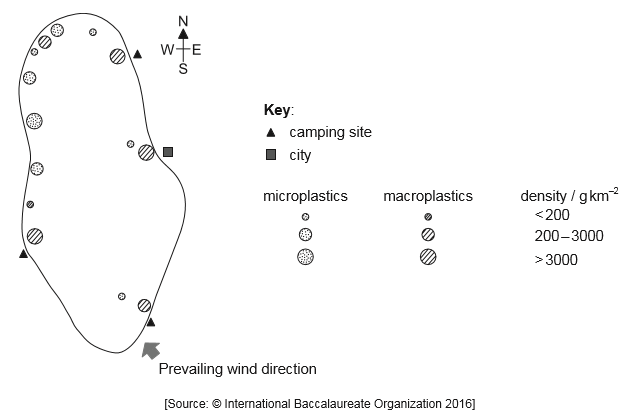 N
W E
S
Key:
camping site
city
microplastics macroplastics density / g km⁻²
<200
200–3000
>3000
Prevailing wind direction
[Source: © International Baccalaureate Organization 2016]